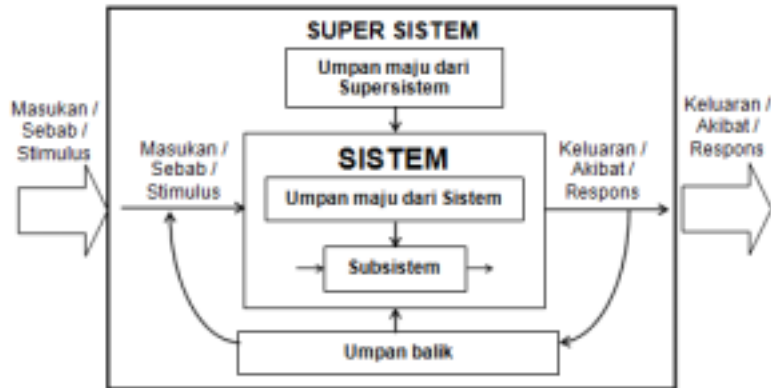 SUPER SISTEM
Umpan maju dari
Supersistem
Masukan /
Sebab /
Stimulus
Masukan /
Sebab /
Stimulus
SISTEM
Umpan maju dari Sistem
Subsistem
Keluaran /
Akibat /
Respons
Keluaran /
Akibat /
Respons
Umpan balik